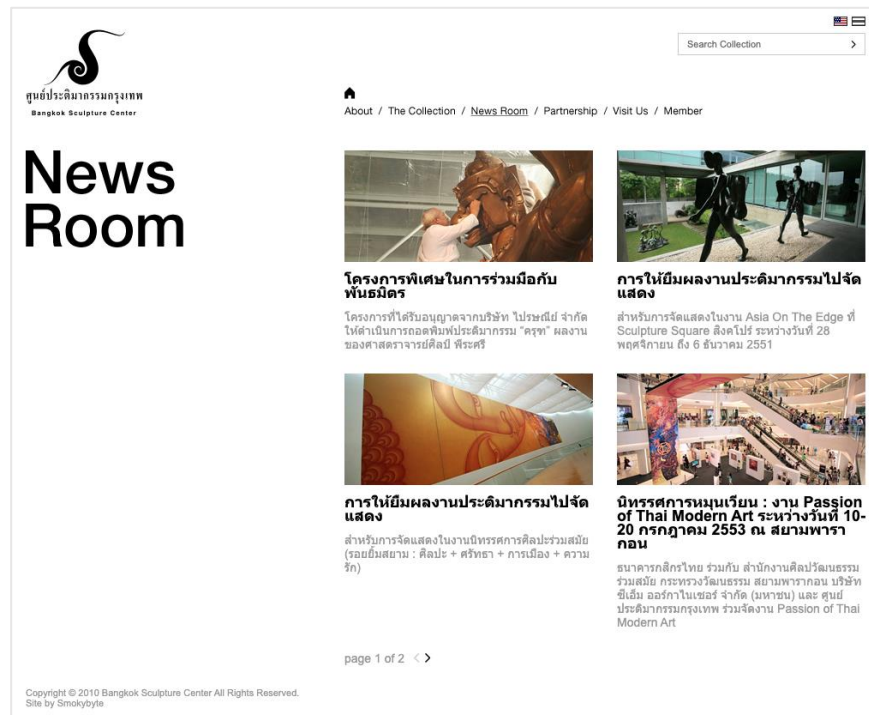 Search Collection
ศูนย์ประติมากรรมกรุงเทพ
Bangkok Sculpture Center
About / The Collection / News Room / Partnership / Visit Us / Member
News
Room
โครงการพิเศษในการร่วมมือกับ
พันธมิตร
โครงการที่ได้รับอนุญาตจากบริษัท ไปรษณีย์ จำกัด
ให้ดำเนินการถอดพิมพ์ประติมากรรม "ครุฑ" ผลงาน
ของศาสตราจารย์ศิลป์ พีระศรี
การให้ยืมผลงานประติมากรรมไปจัด
แสดง
สำหรับการจัดแสดงในงาน Asia On The Edge ที่
Sculpture Square สิงคโปร์ ระหว่างวันที่ 28
พฤศจิกายน ถึง 6 ธันวาคม 2551
การให้ยืมผลงานประติมากรรมไปจัด
แสดง
สำหรับการจัดแสดงในงานนิทรรศการศิลปะร่วมสมัย
(รอยยิ้มสยาม : ศิลปะ + ศรัทธา + การเมือง + ความ
รัก)
นิทรรศการหมุนเวียน : งาน Passion
of Thai Modern Art ระหว่างวันที่ 10-
20 กรกฎาคม 2553 ณ สยามพารา
กอน
ธนาคารกสิกรไทย ร่วมกับ สำนักงานศิลปวัฒนธรรม
ร่วมสมัย กระทรวงวัฒนธรรม สยามพารากอน บริษัท
ซีเอ็ม ออร์กาไนเซอร์ จำกัด (มหาชน) และ ศูนย์
ประติมากรรมกรุงเทพ ร่วมจัดงาน Passion of Thai
Modern Art
page 1 of 2 < >
Copyright © 2010 Bangkok Sculpture Center All Rights Reserved.
Site by Smokybyte